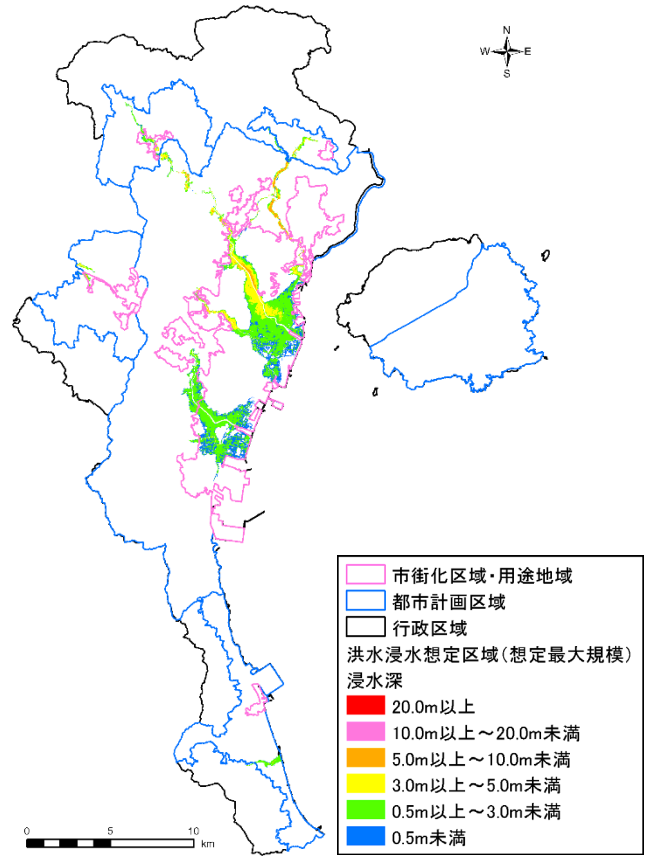 N
W E
S
市街化区域・用途地域
都市計画区域
行政区域
洪水浸水想定区域(想定最大規模)
浸水深
20.0m以上
10.0m以上～20.0m未満
5.0m以上～10.0m未満
3.0m以上～5.0m未満
0.5m以上～3.0m未満
0.5m未満
0 5 10
km